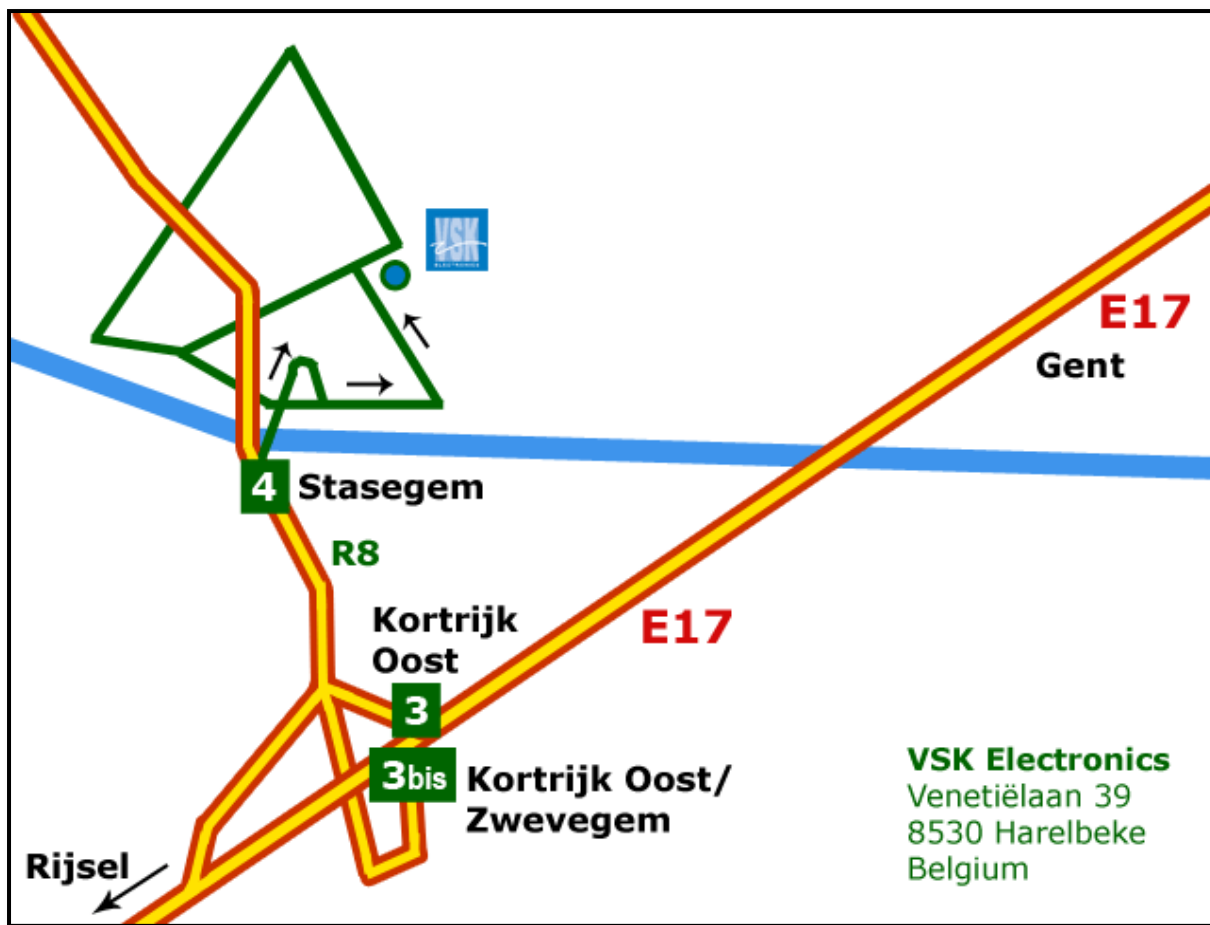 VSK
ELECTRONICS
E17
Gent
4
Stasegem
R8
Kortrijk
Oost
E17
3
3bis
Kortrijk Oost/
Zwevegem
Rijsel
VSK Electronics
Venetiëlaan 39
8530 Harelbeke
Belgium